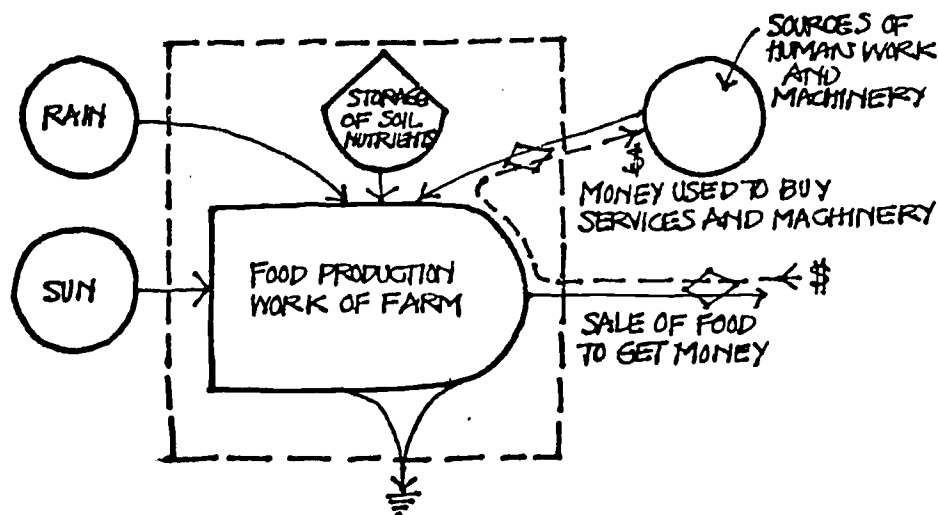 SOURCES OF
HUMAN WORK
AND
MACHINERY
RAIN
STORAGE
OF SOIL
NUTRIENTS
$
MONEY USED TO BUY
SERVICES AND MACHINERY
SUN
FOOD PRODUCTION
WORK OF FARM
$
SALE OF FOOD
TO GET MONEY